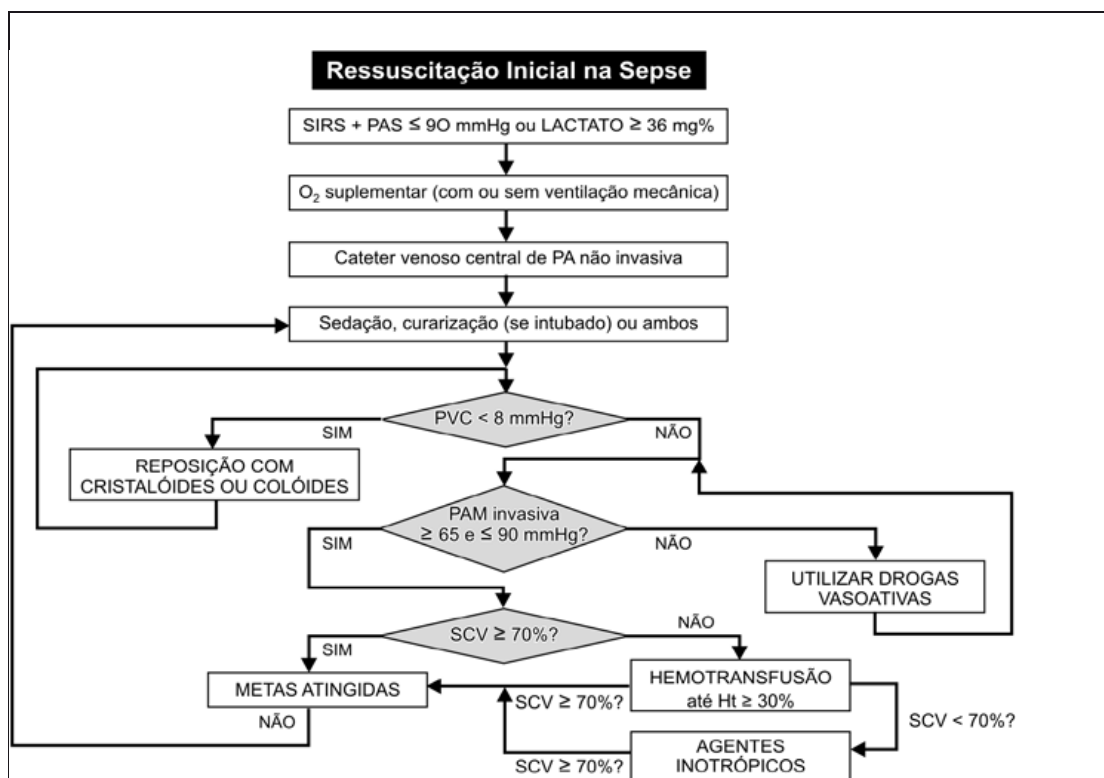 Ressuscitação Inicial na Sepse
SIRS + PAS ≤ 9O mmHg ou LACTATO ≥ 36 mg%
O₂ suplementar (com ou sem ventilação mecânica)
Cateter venoso central de PA não invasiva
Sedação, curarização (se intubado) ou ambos
PVC < 8 mmHg?
SIM
NÃO
REPOSIÇÃO COM
CRISTALÓIDES OU COLÓIDES
PAM invasiva
≥ 65 e ≤ 90 mmHg?
SIM
NÃO
UTILIZAR DROGAS
VASOATIVAS
SCV ≥ 70%?
SIM
NÃO
METAS ATINGIDAS
NÃO
SCV ≥ 70%?
HEMOTRANSFUSÃO
até Ht ≥ 30%
SCV < 70%?
SCV ≥ 70%?
AGENTES
INOTRÓPICOS